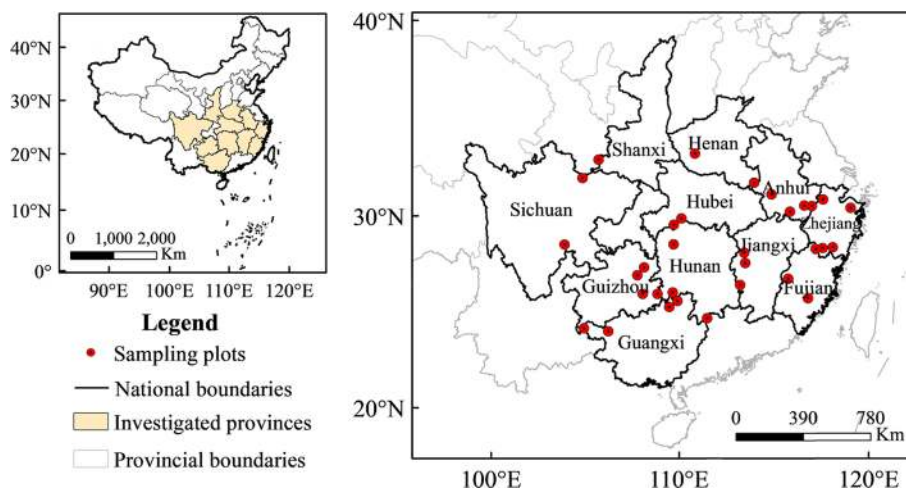 40°N
30°N
20°N
10°N
0°
0 1,000 2,000
Km
90°E 100°E 110°E 120°E
Legend
Sampling plots
National boundaries
Investigated provinces
Provincial boundaries
40°N
30°N
20°N
Shanxi
Henan
Anhui
Sichuan
Hubei
Zhejiang
Jiangxi
Hunan
Guizhou
Fujian
Guangxi
0 390 780
Km
100°E 110°E 120°E